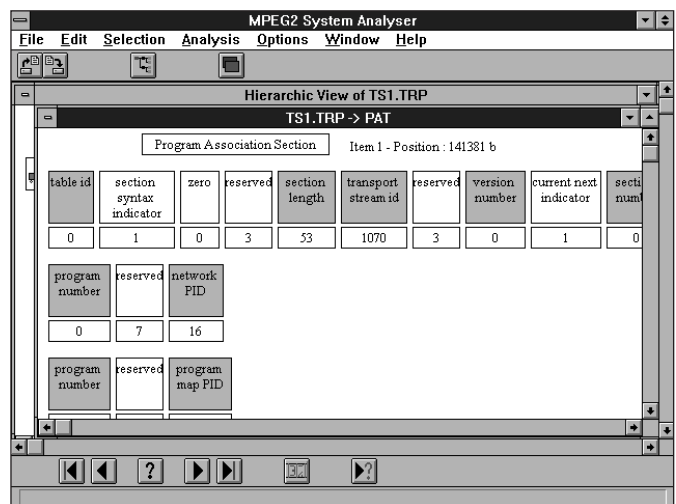 MPEG2 System Analyser
File Edit Selection Analysis Options Window Help
Hierarchic View of TS1.TRP
TS1.TRP -> PAT
Program Association Section Item 1 - Position : 141381 b
table id section syntax indicator zero reserved section length transport stream id reserved version number current next indicator secti numb
0 1 0 3 53 1070 3 0 1 0
program number reserved network PID
0 7 16
program number reserved program map PID
?
?